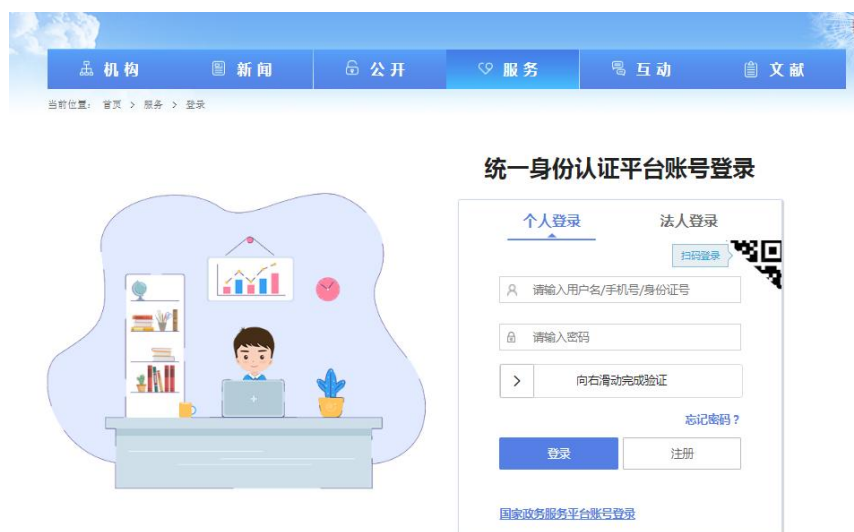 机构 新闻 公开 服务 互动 文献
当前位置： 首页 > 服务 > 登录
统一身份认证平台账号登录
个人登录 法人登录
扫码登录
请输入用户名/手机号/身份证号
请输入密码
> 向右滑动完成验证
忘记密码？
登录 注册
国家政务服务平台账号登录